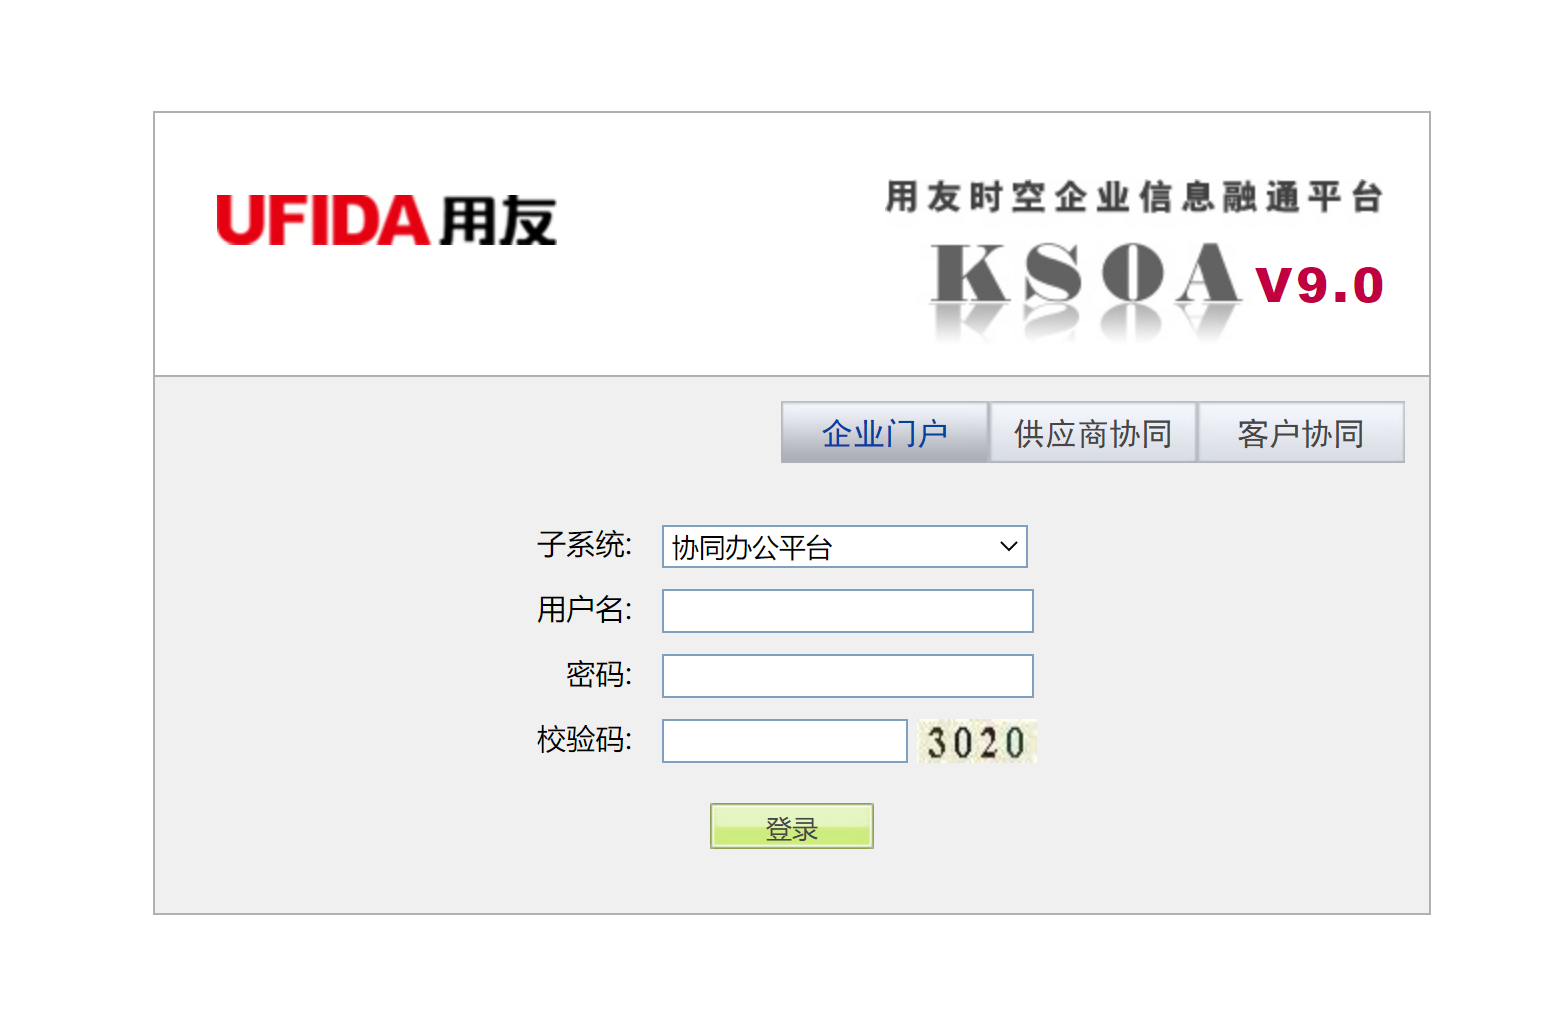 UFIDA用友
用友时空企业信息融通平台
KSOA V9.0
企业门户 供应商协同 客户协同
子系统: 协同办公平台
用户名:
密码:
校验码: 3020
登录